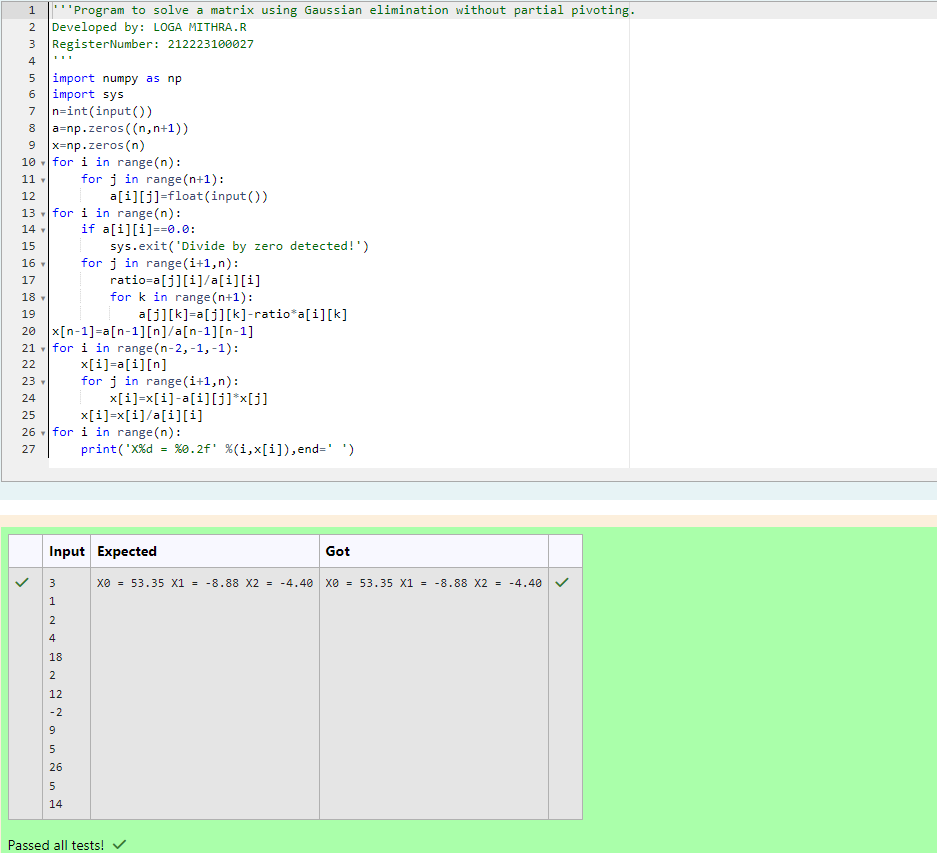 1 '''Program to solve a matrix using Gaussian elimination without partial pivoting.
2 Developed by: LOGA MITHRA.R
3 RegisterNumber: 212223100027
4 '''
5 import numpy as np
6 import sys
7 n=int(input())
8 a=np.zeros((n,n+1))
9 x=np.zeros(n)
10 for i in range(n):
11     for j in range(n+1):
12         a[i][j]=float(input())
13 for i in range(n):
14     if a[i][i]==0.0:
15         sys.exit('Divide by zero detected!')
16     for j in range(i+1,n):
17         ratio=a[j][i]/a[i][i]
18         for k in range(n+1):
19             a[j][k]=a[j][k]-ratio*a[i][k]
20 x[n-1]=a[n-1][n]/a[n-1][n-1]
21 for i in range(n-2,-1,-1):
22     x[i]=a[i][n]
23     for j in range(i+1,n):
24         x[i]=x[i]-a[i][j]*x[j]
25     x[i]=x[i]/a[i][i]
26 for i in range(n):
27     print('X%d = %0.2f' %(i,x[i]),end=' ')
Input Expected Got
3 X0 = 53.35 X1 = -8.88 X2 = -4.40 X0 = 53.35 X1 = -8.88 X2 = -4.40
1
2
4
18
2
12
-2
9
5
26
5
14
Passed all tests!